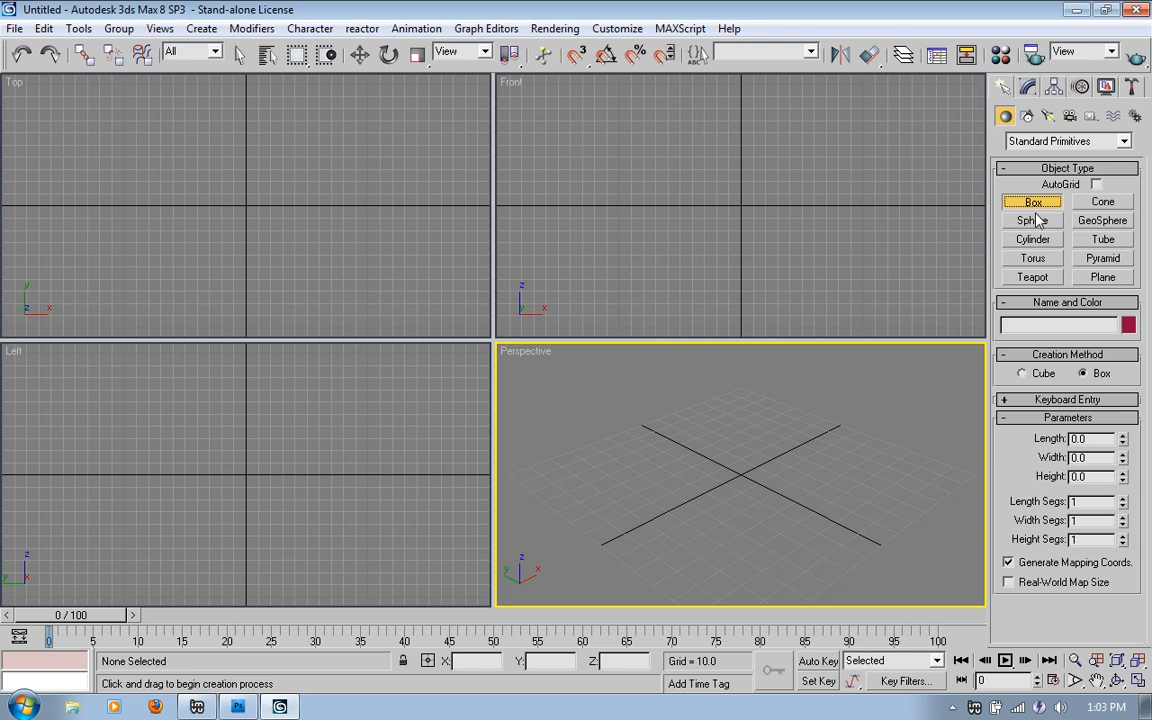 Untitled - Autodesk 3ds Max 8 SP3 - Stand-alone License
File Edit Tools Group Views Create Modifiers Character reactor Animation Graph Editors Rendering Customize MAXScript Help
All View View
Top Front
Standard Primitives
Object Type
AutoGrid
Box Cone
Sphere GeoSphere
Cylinder Tube
Torus Pyramid
Teapot Plane
y z x z y x
Name and Color
Left Perspective
Creation Method
Cube Box
Keyboard Entry
Parameters
Length: 0.0
Width: 0.0
Height: 0.0
Length Segs: 1
Width Segs: 1
Height Segs: 1
Generate Mapping Coords.
Real-World Map Size
z y x z y x
0 / 100
0 5 10 15 20 25 30 35 40 45 50 55 60 65 70 75 80 85 90 95 100
None Selected X: Y: Z: Grid = 10.0 Auto Key Selected
Click and drag to begin creation process Add Time Tag Set Key Key Filters... 0
1:03 PM